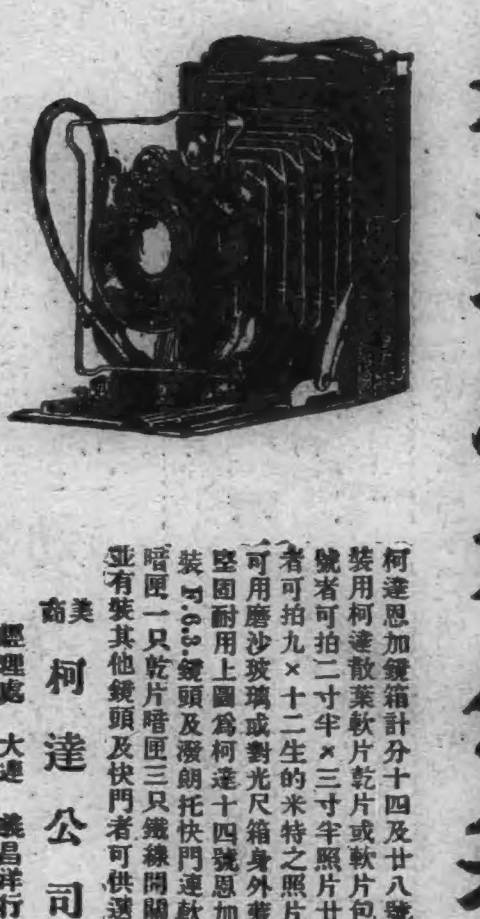 柯達恩加鏡箱計分十四及廿八號
裝用柯達散葉軟片乾片或軟片包
號者可拍二寸半×三寸半照片廿
者可拍九×十二生的米特之照片
可用磨沙玻璃或對光尺箱身外蒙
堅固耐用上圖爲柯達十四號恩加
裝 F.6.3. 鏡頭及潑朗托快門連軟
暗匣一只乾片暗匣三只鐵線開關
並有裝其他鏡頭及快門者可供選
美商 柯達公司
經理處 大連 義昌洋行